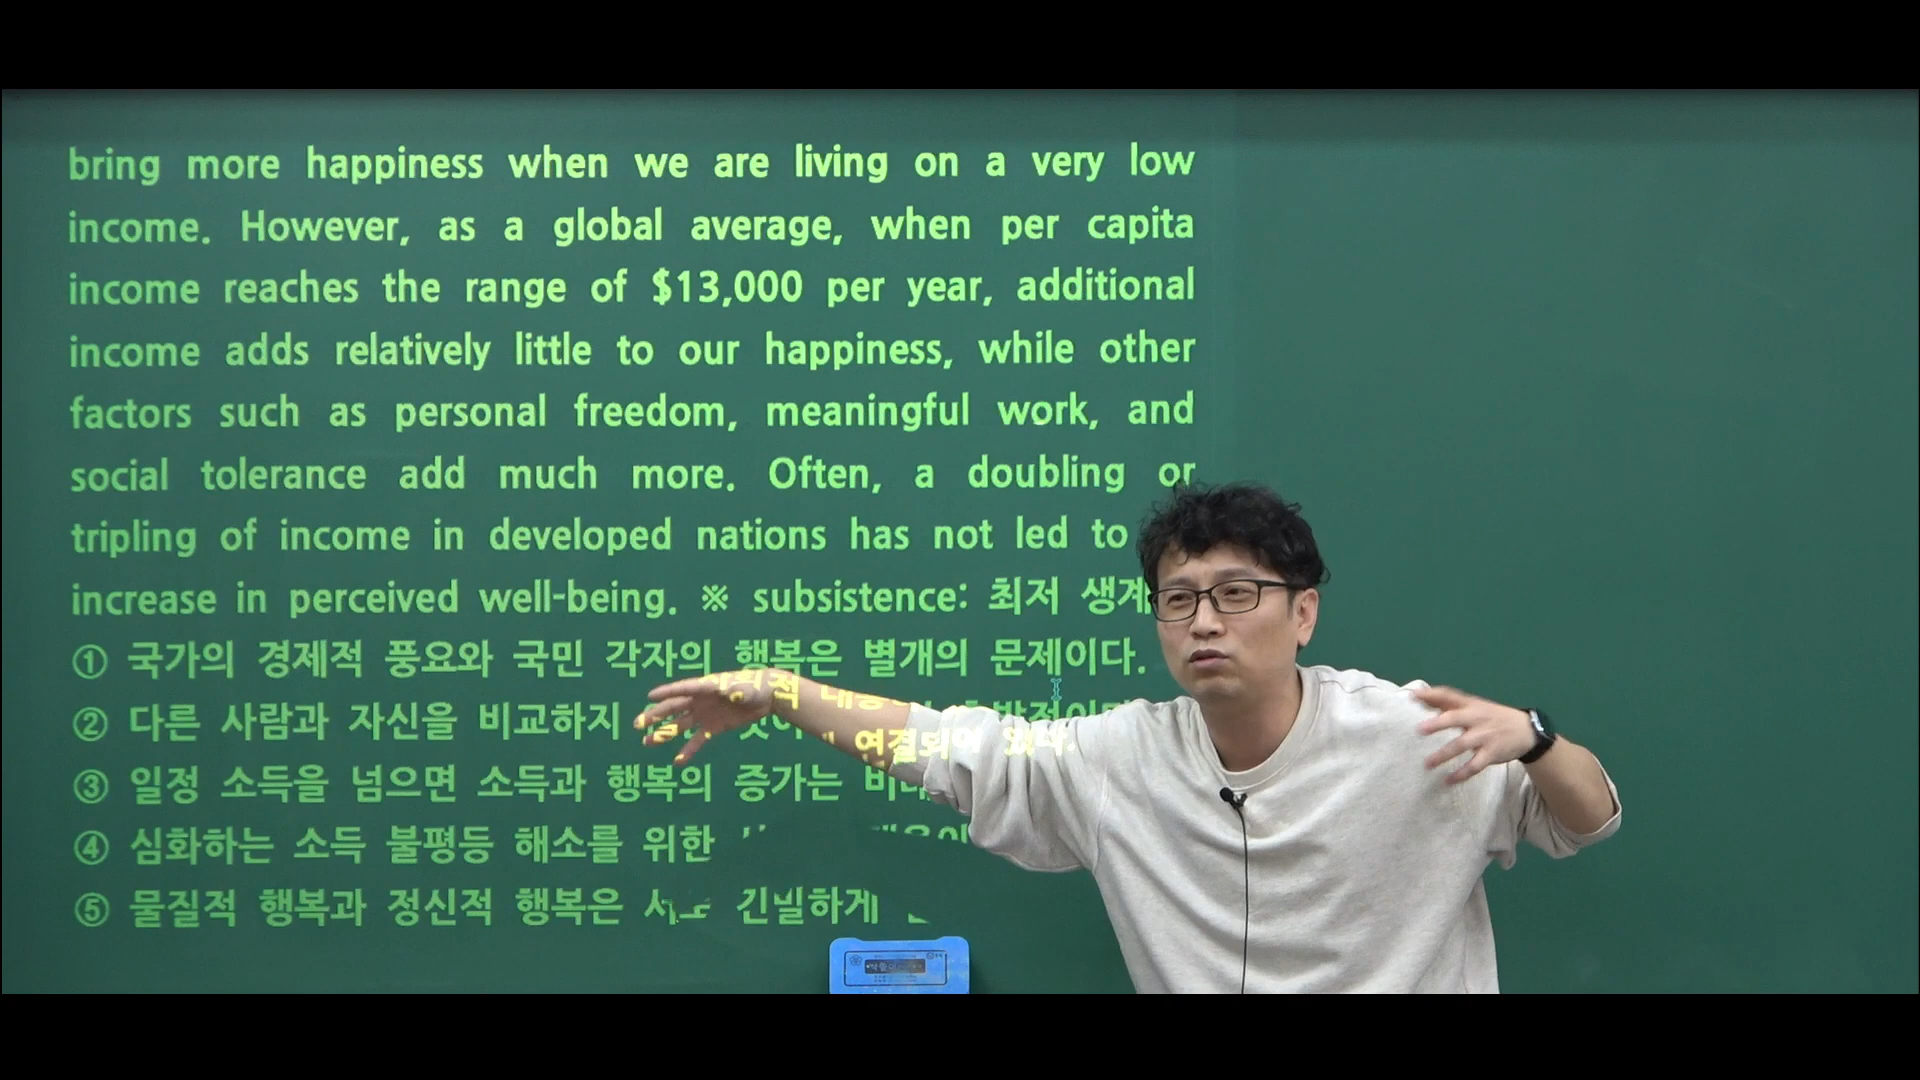 bring more happiness when we are living on a very low
income. However, as a global average, when per capita
income reaches the range of $13,000 per year, additional
income adds relatively little to our happiness, while other
factors such as personal freedom, meaningful work, and
social tolerance add much more. Often, a doubling or
tripling of income in developed nations has not led to
increase in perceived well-being. ※ subsistence: 최저 생계
① 국가의 경제적 풍요와 국민 각자의 행복은 별개의 문제이다.
② 다른 사람과 자신을 비교하지
③ 일정 소득을 넘으면 소득과 행복의 증가는
④ 심화하는 소득 불평등 해소를 위한
⑤ 물질적 행복과 정신적 행복은 서로 긴밀하게 연결되어 있다.